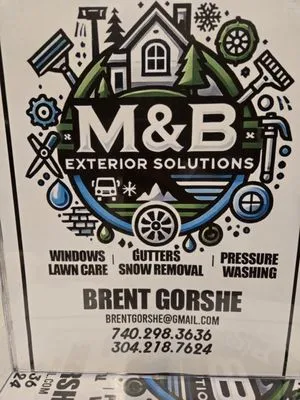 M&B
EXTERIOR SOLUTIONS
WINDOWS | GUTTERS | PRESSURE
LAWN CARE | SNOW REMOVAL | WASHING
BRENT GORSHE
BRENTGORSHE@GMAIL.COM
740.298.3636
304.218.7624